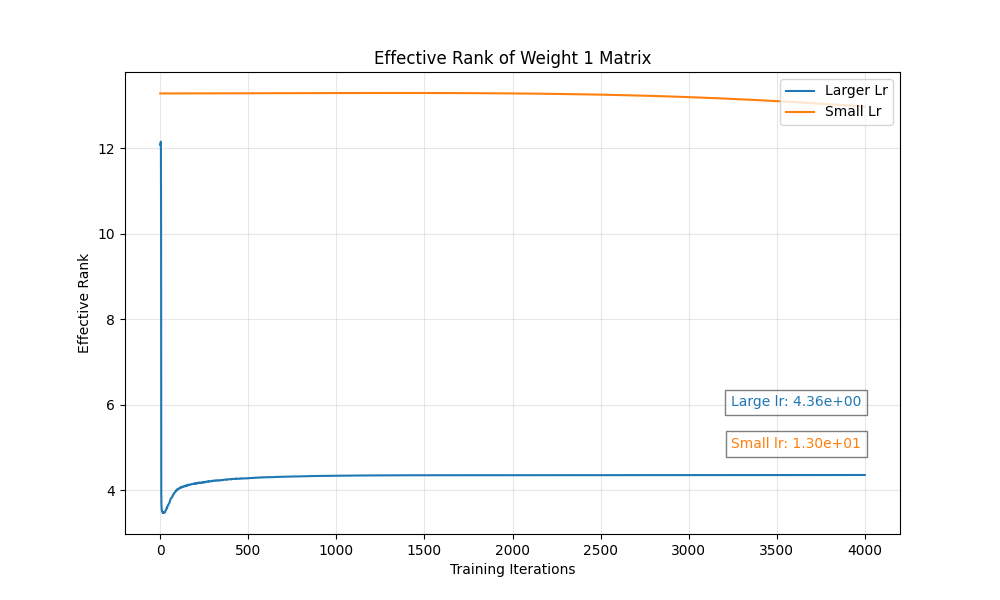 Effective Rank of Weight 1 Matrix
Larger Lr
Small Lr
Effective Rank
12
10
8
6
4
Large lr: 4.36e+00
Small lr: 1.30e+01
0
500
1000
1500
2000
2500
3000
3500
4000
Training Iterations